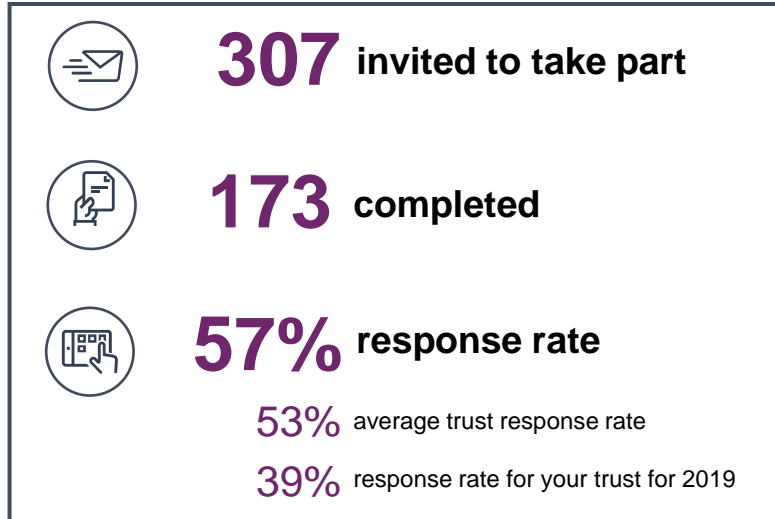 307 invited to take part
173 completed
57% response rate
53% average trust response rate
39% response rate for your trust for 2019